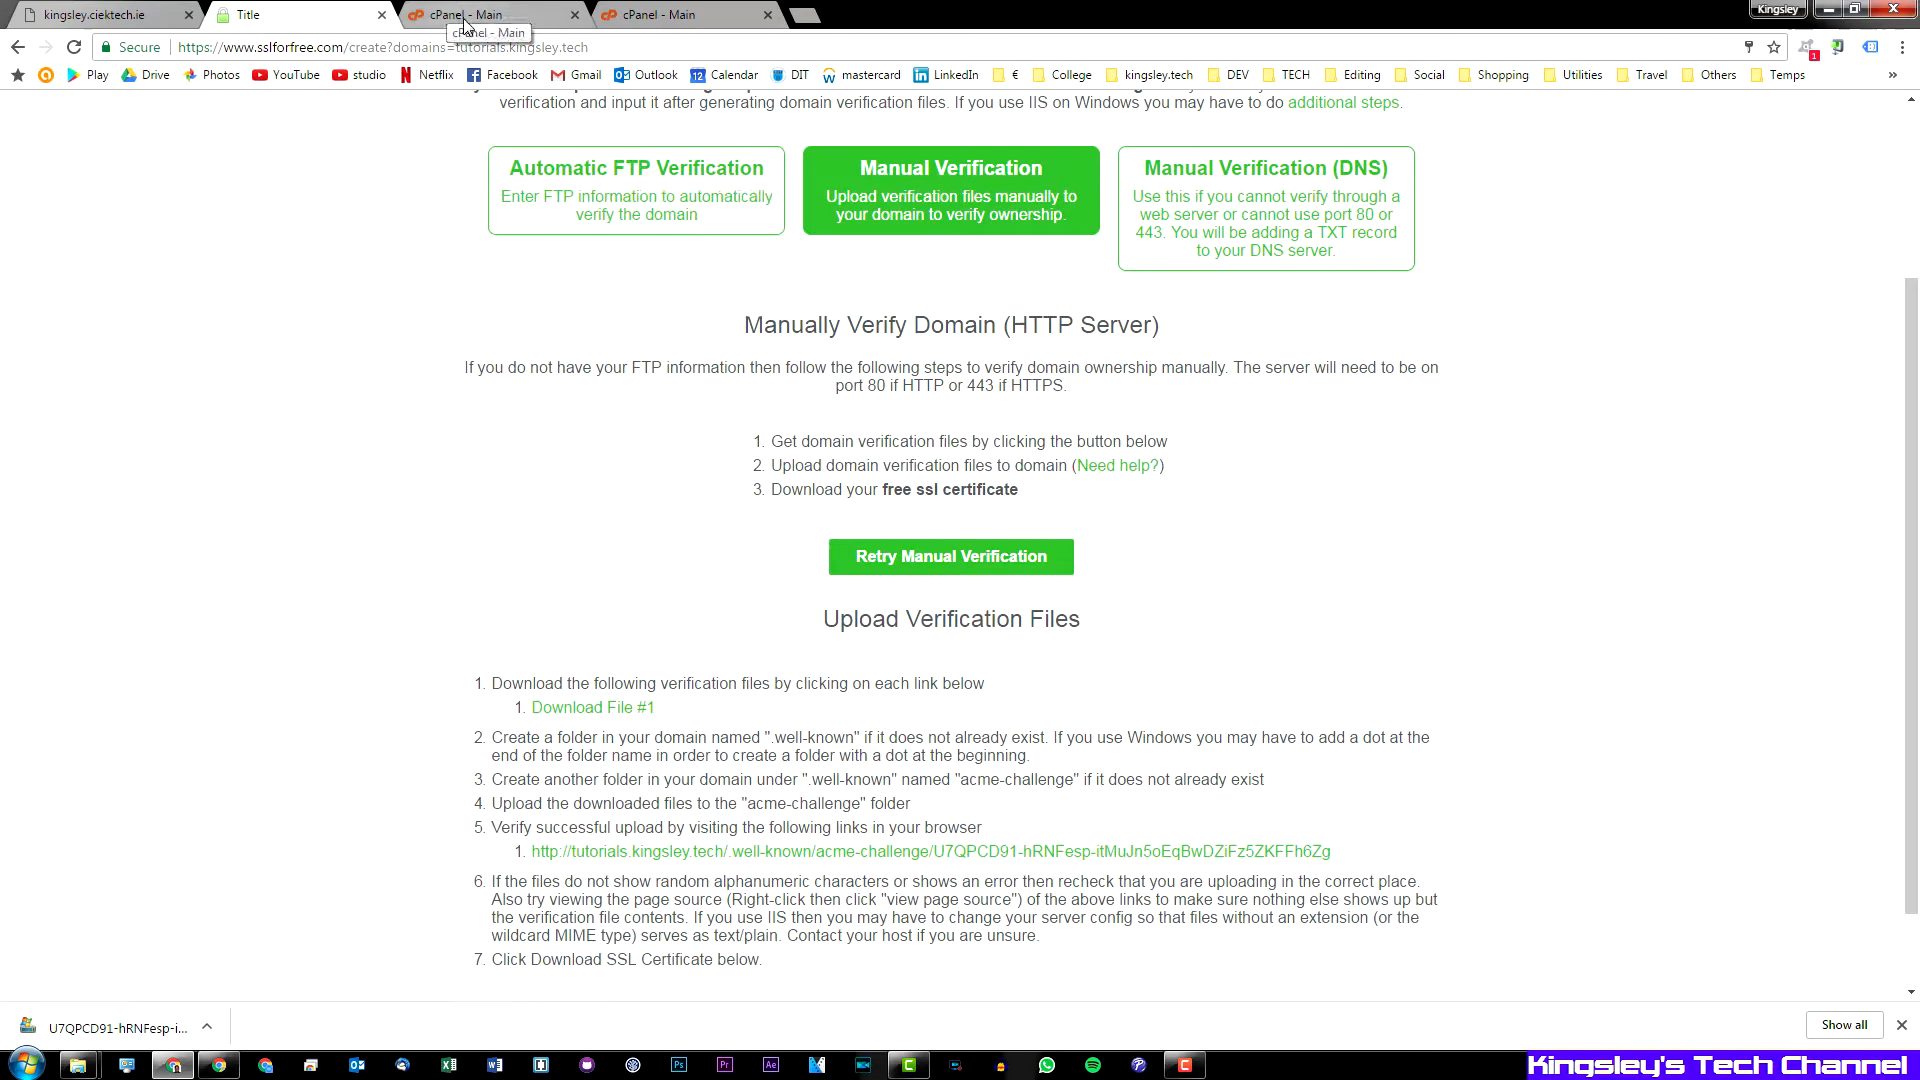 kingsley.ciektech.ie
Title
cPanel - Main
cPanel - Main
Kingsley
cPanel - Main
Secure
https://www.sslforfree.com/create?domains=tutorials.kingsley.tech
Play
Drive
Photos
YouTube
studio
Netflix
Facebook
Gmail
Outlook
12
Calendar
DIT
mastercard
LinkedIn
€
College
kingsley.tech
DEV
TECH
Editing
Social
Shopping
Utilities
Travel
Others
Temps
verification and input it after generating domain verification files. If you use IIS on Windows you may have to do additional steps.
Automatic FTP Verification
Enter FTP information to automatically
verify the domain
Manual Verification
Upload verification files manually to
your domain to verify ownership.
Manual Verification (DNS)
Use this if you cannot verify through a
web server or cannot use port 80 or
443. You will be adding a TXT record
to your DNS server.
Manually Verify Domain (HTTP Server)
If you do not have your FTP information then follow the following steps to verify domain ownership manually. The server will need to be on
port 80 if HTTP or 443 if HTTPS.
1. Get domain verification files by clicking the button below
2. Upload domain verification files to domain (Need help?)
3. Download your free ssl certificate
Retry Manual Verification
Upload Verification Files
1. Download the following verification files by clicking on each link below
1. Download File #1
2. Create a folder in your domain named ".well-known" if it does not already exist. If you use Windows you may have to add a dot at the
end of the folder name in order to create a folder with a dot at the beginning.
3. Create another folder in your domain under ".well-known" named "acme-challenge" if it does not already exist
4. Upload the downloaded files to the "acme-challenge" folder
5. Verify successful upload by visiting the following links in your browser
1. http://tutorials.kingsley.tech/.well-known/acme-challenge/U7QPCD91-hRNFesp-itMuJn5oEqBwDZiFz5ZKFFh6Zg
6. If the files do not show random alphanumeric characters or shows an error then recheck that you are uploading in the correct place.
Also try viewing the page source (Right-click then click "view page source") of the above links to make sure nothing else shows up but
the verification file contents. If you use IIS then you may have to change your server config so that files without an extension (or the
wildcard MIME type) serves as text/plain. Contact your host if you are unsure.
7. Click Download SSL Certificate below.
U7QPCD91-hRNFesp-i...
Show all
Kingsley's Tech Channel